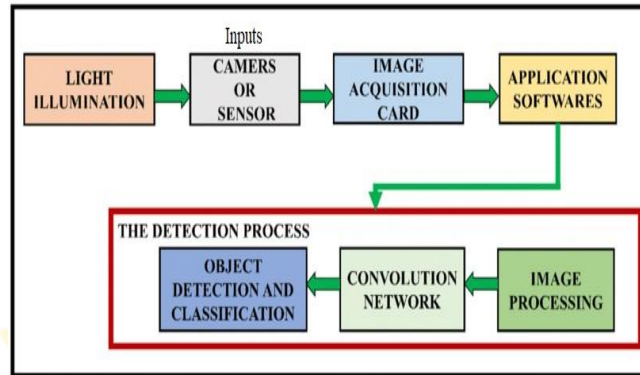 Inputs
LIGHT
ILLUMINATION
CAMERS
OR
SENSOR
IMAGE
ACQUISITION
CARD
APPLICATION
SOFTWARES
THE DETECTION PROCESS
OBJECT
DETECTION AND
CLASSIFICATION
CONVOLUTION
NETWORK
IMAGE
PROCESSING